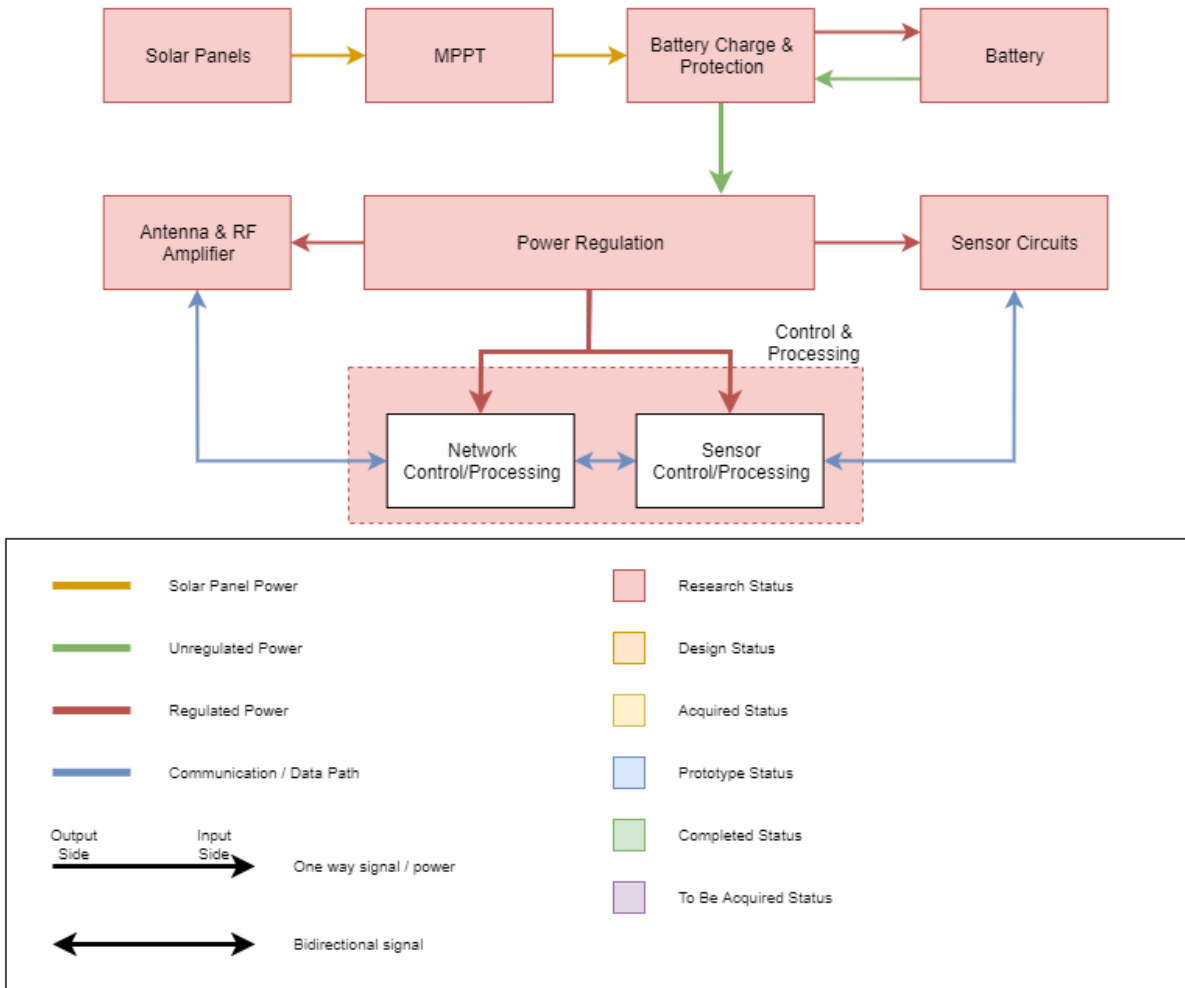 Solar Panels
MPPT
Battery Charge &
Protection
Battery
Antenna & RF
Amplifier
Power Regulation
Sensor Circuits
Control &
Processing
Network
Control/Processing
Sensor
Control/Processing
Solar Panel Power
Research Status
Unregulated Power
Design Status
Regulated Power
Acquired Status
Communication / Data Path
Prototype Status
Output
Side
Input
Side
One way signal / power
Completed Status
To Be Acquired Status
Bidirectional signal